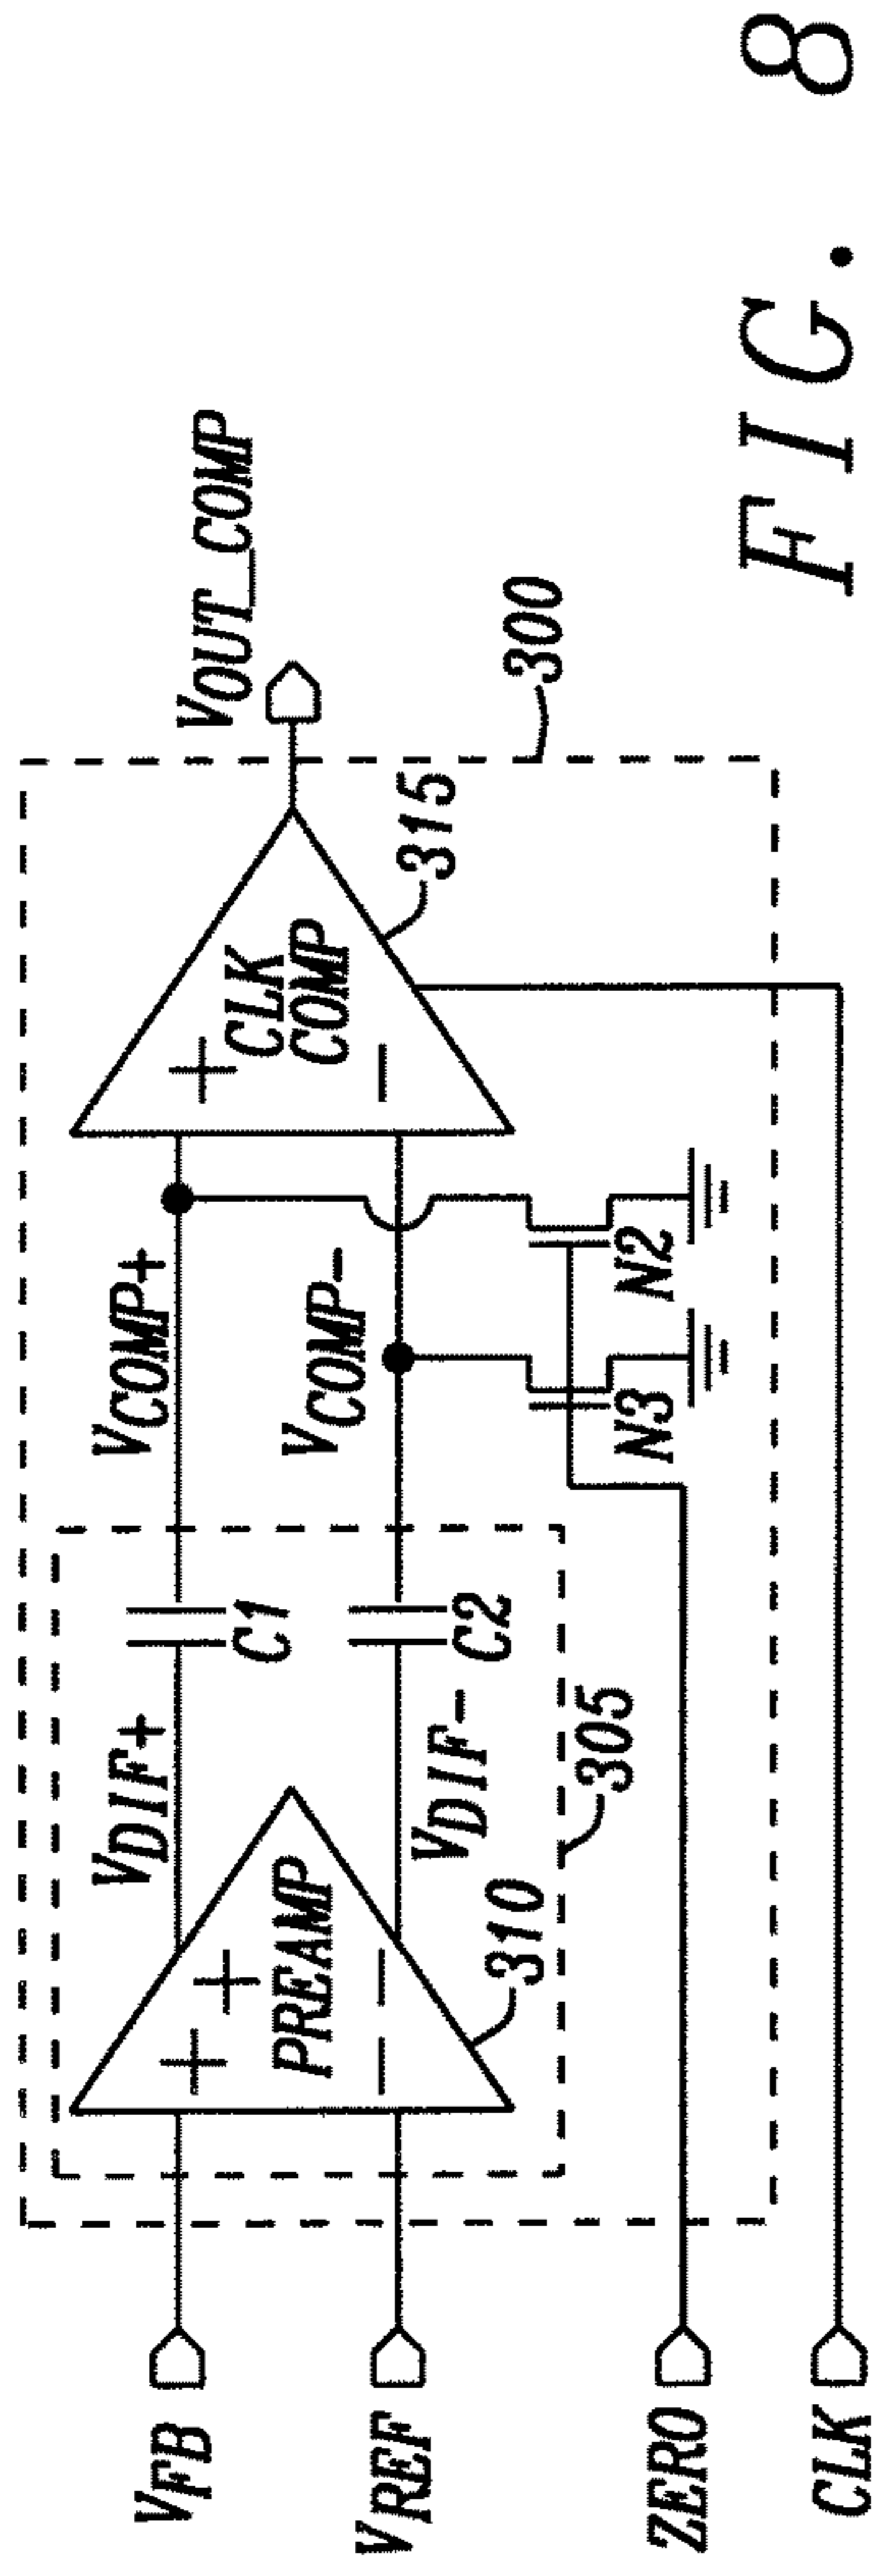 VFB
VREF
ZERO
CLK
+ +
PREAMP
− −
310
VDIF+
VDIF−
C1
C2
305
VCOMP+
VCOMP−
N3
N2
+
CLK
COMP
−
315
300
VOUT_COMP
FIG. 8